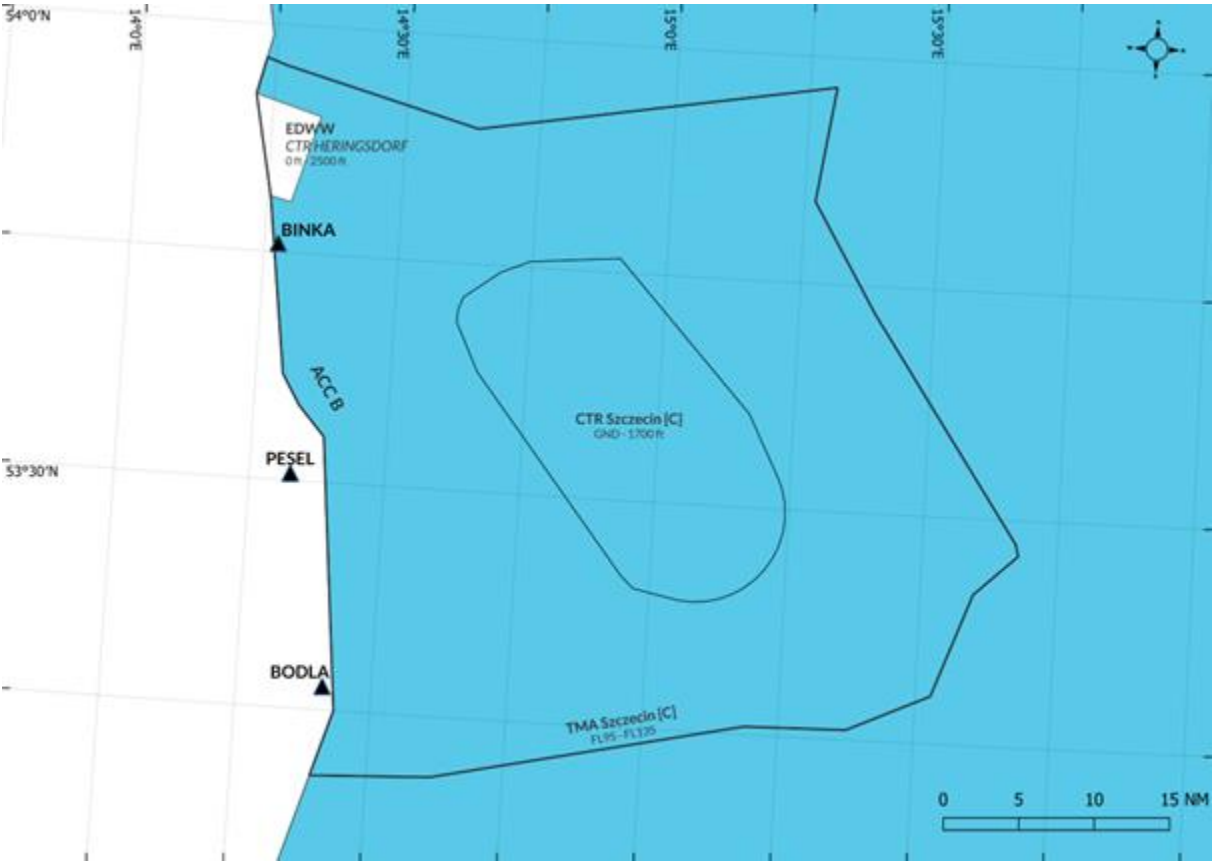 54°0'N
14°0'E
14°30'E
15°0'E
15°30'E
EDWW
CTR HERINGSDORF
0 ft - 2500 ft
BINKA
ACC B
CTR Szczecin [C]
GND - 1700 ft
PESEL
53°30'N
BODLA
TMA Szczecin [C]
FL95 - FL135
0 5 10 15 NM